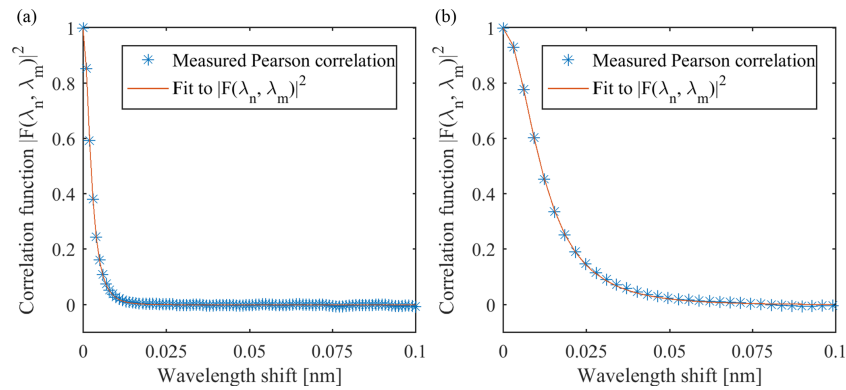 (a)
Correlation function |F(λₙ, λₘ)|²
1
0.8
0.6
0.4
0.2
0
0
0.025
0.05
0.075
0.1
Wavelength shift [nm]
Measured Pearson correlation
Fit to |F(λₙ, λₘ)|²
(b)
Correlation function |F(λₙ, λₘ)|²
1
0.8
0.6
0.4
0.2
0
0
0.025
0.05
0.075
0.1
Wavelength shift [nm]
Measured Pearson correlation
Fit to |F(λₙ, λₘ)|²